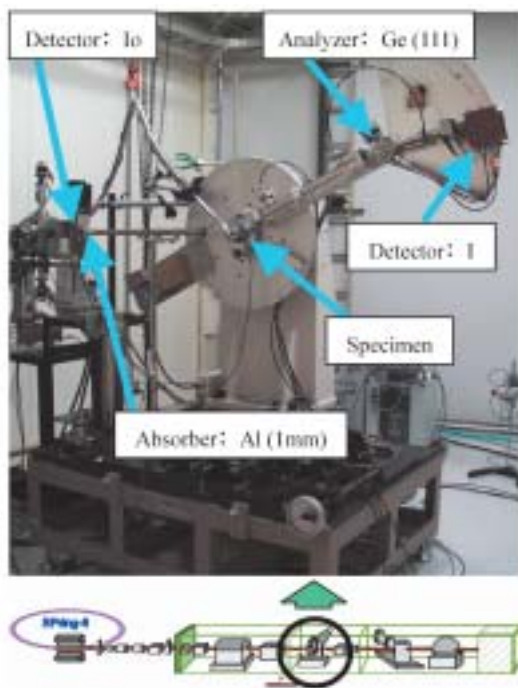 Detector: Io
Analyzer: Ge (111)
Detector: I
Specimen
Absorber: Al (1mm)
SPring-8